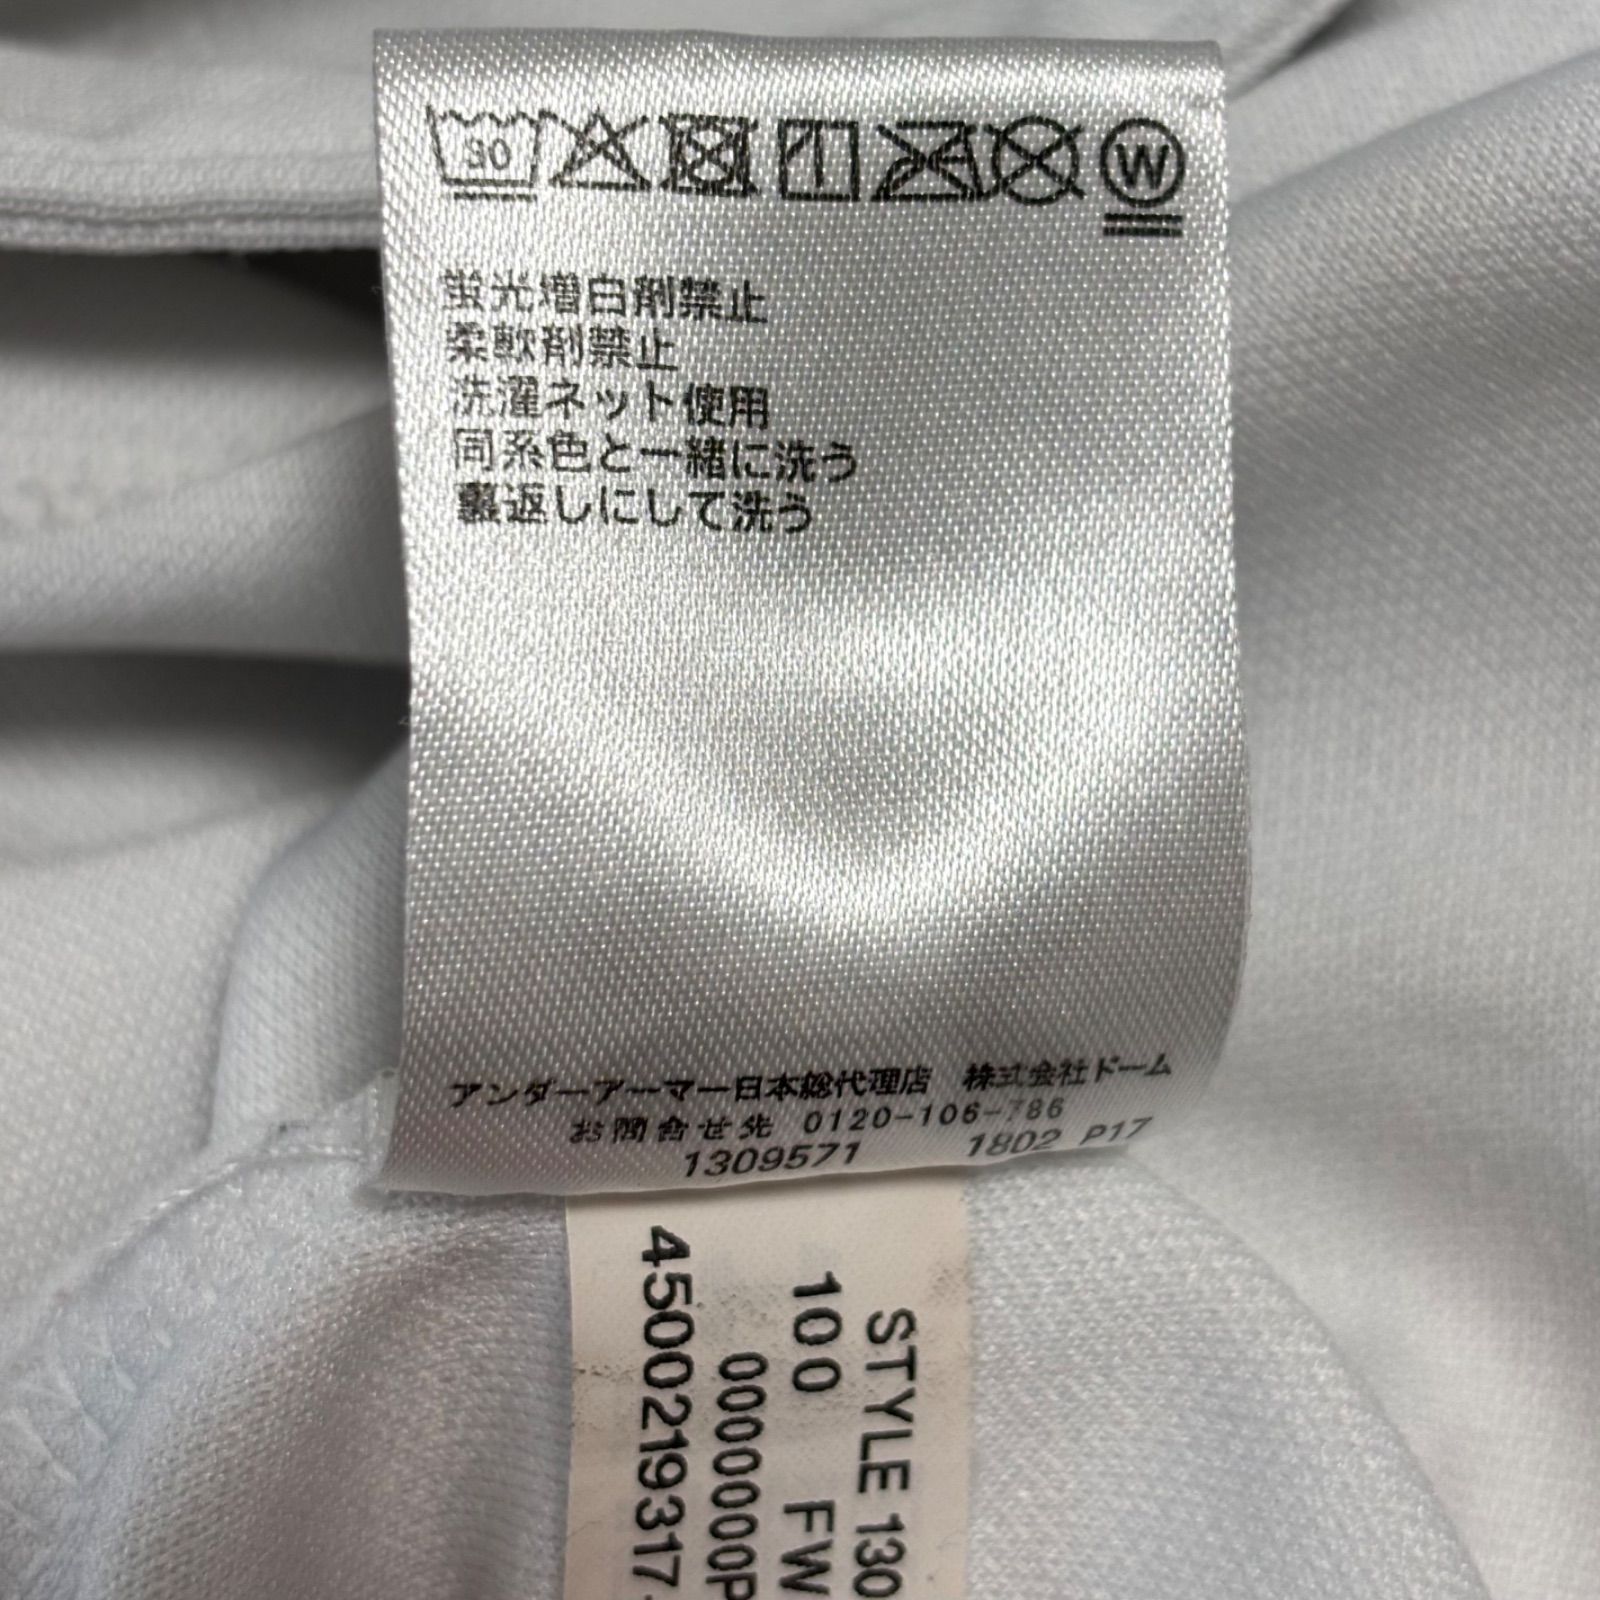 30
W
蛍光増白剤禁止
柔軟剤禁止
洗濯ネット使用
同系色と一緒に洗う
裏返しにして洗う
アンダーアーマー日本総代理店 株式会社ドーム
お問合せ先 0120-106-786
1309571 1802 P17
STYLE 130
100 FW
00000000P
4500219317